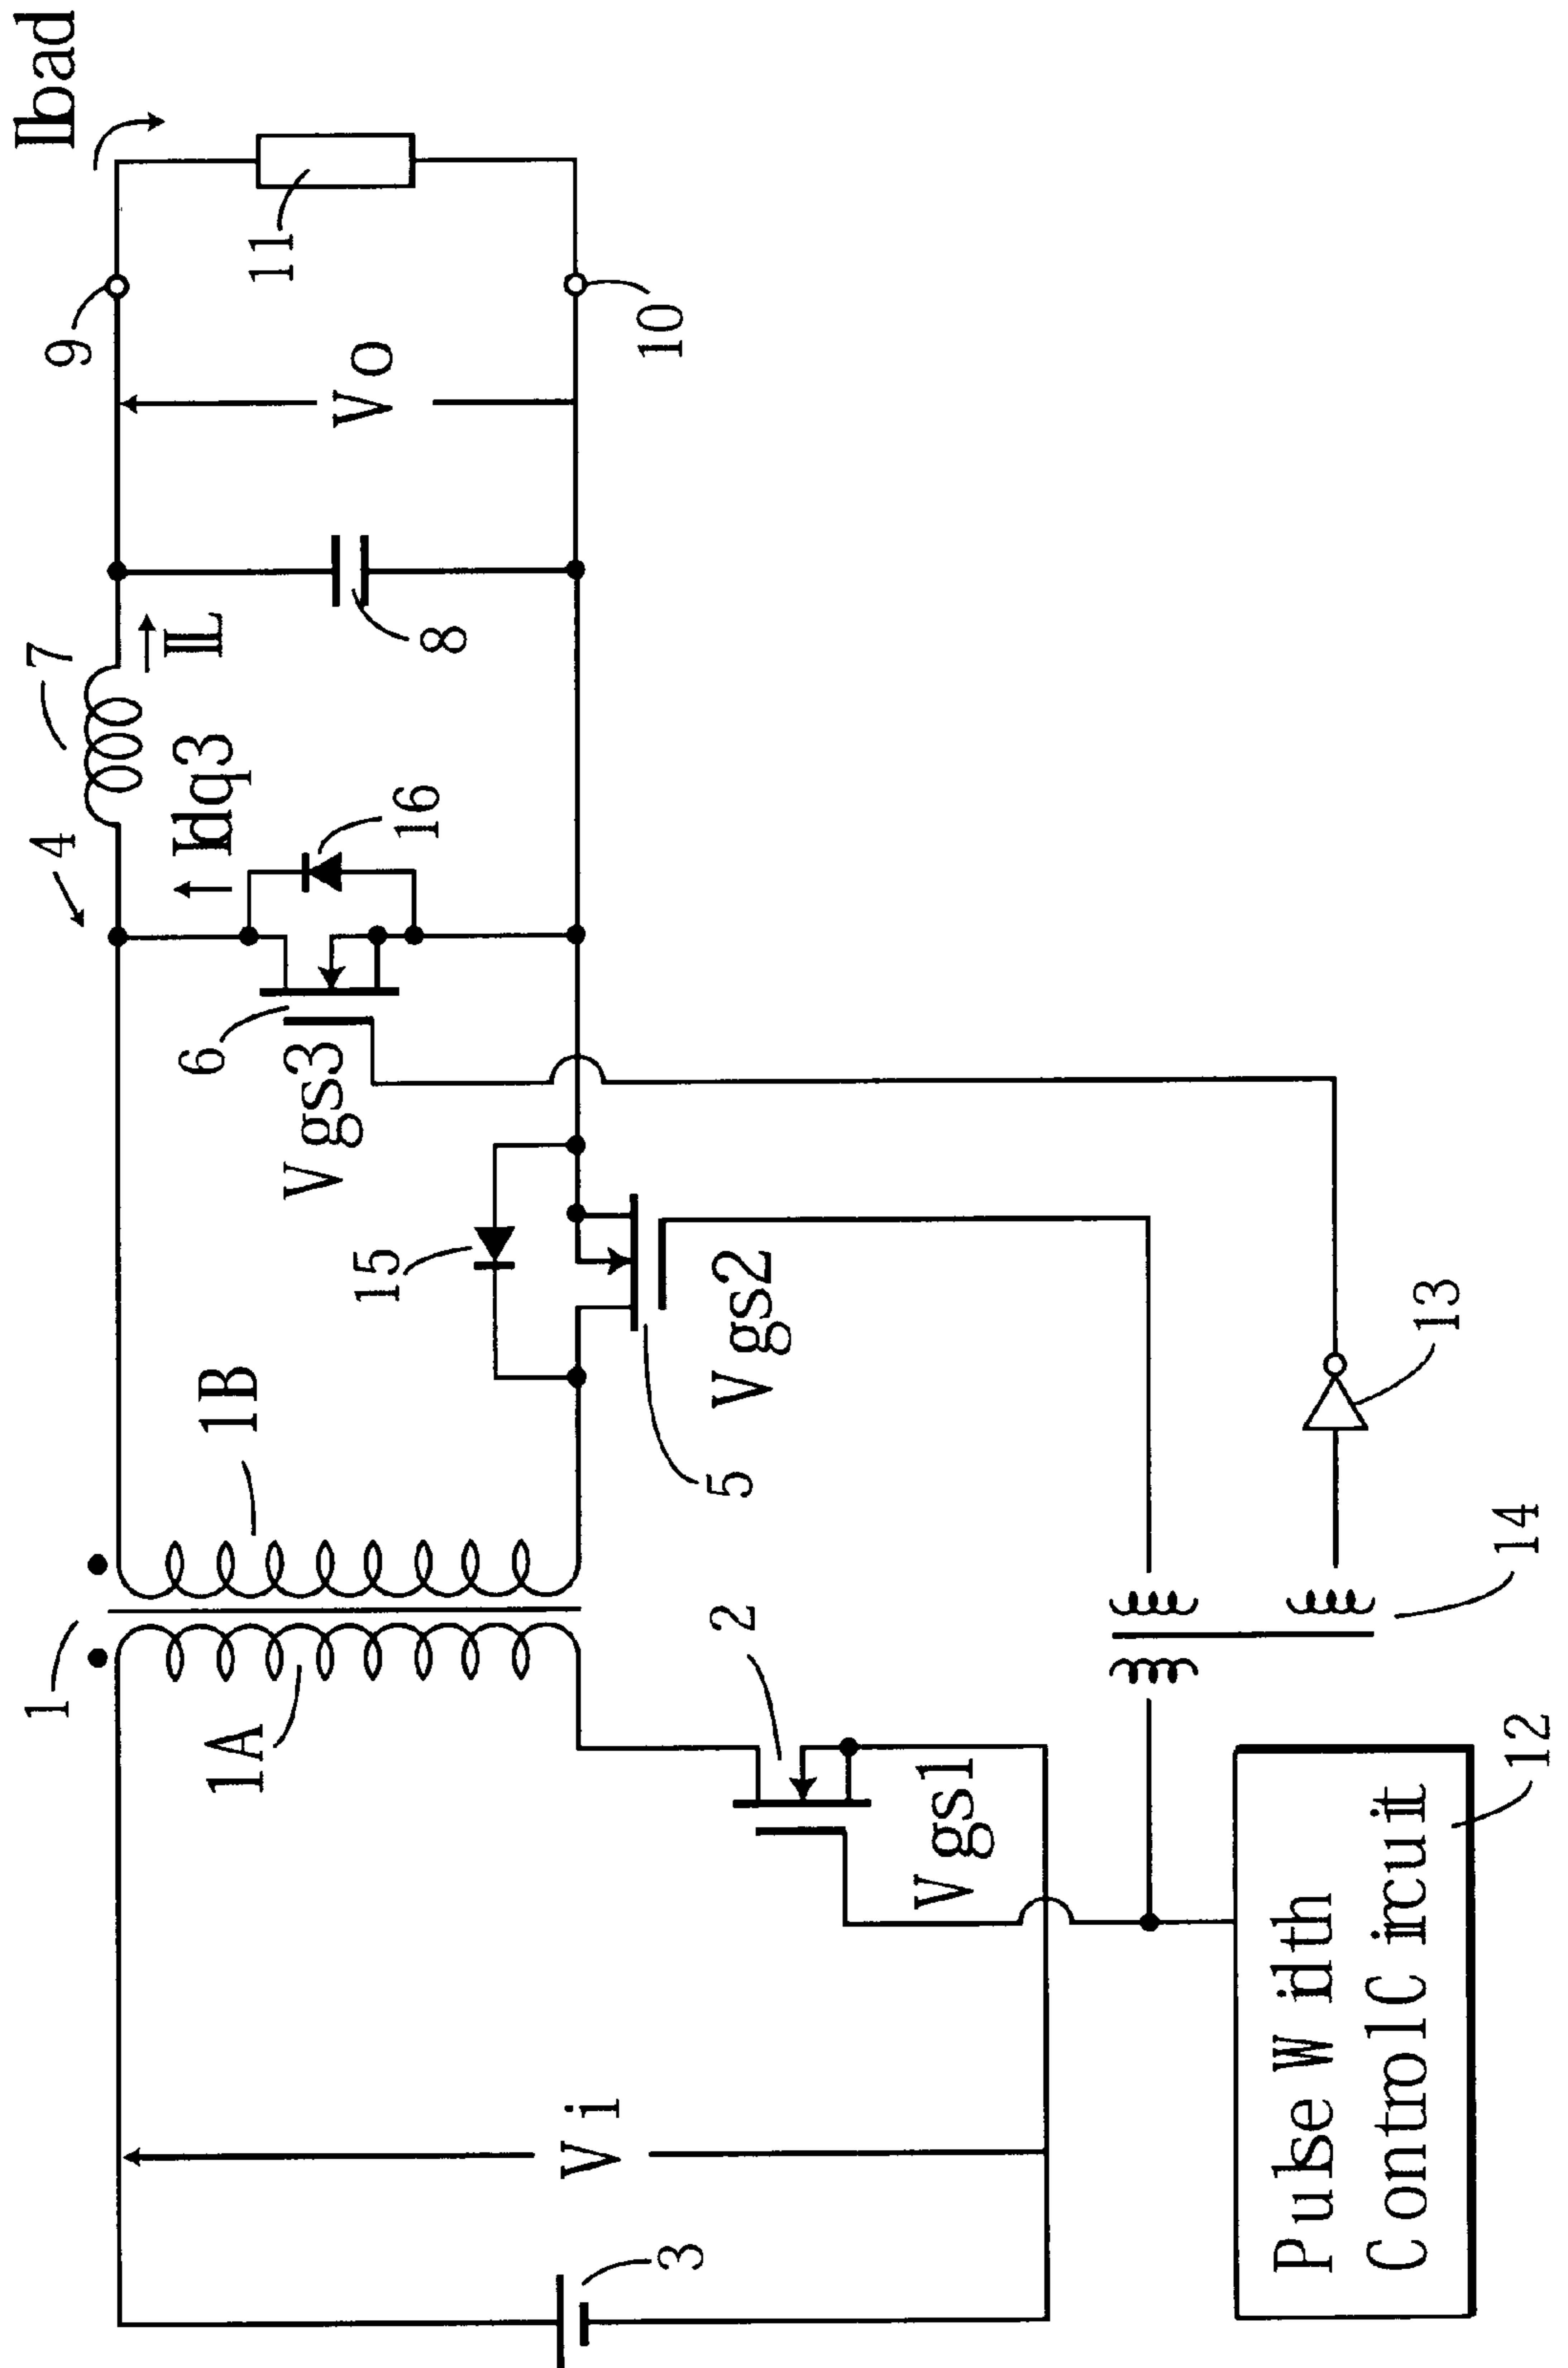 Iload
4
7
9
1
IL
Idq3
1A
1B
6
16
11
Vgs3
Vo
15
8
Vi
10
3
2
5
Vgs2
Vgs1
Pulse Width
Control Circuit
13
14
12